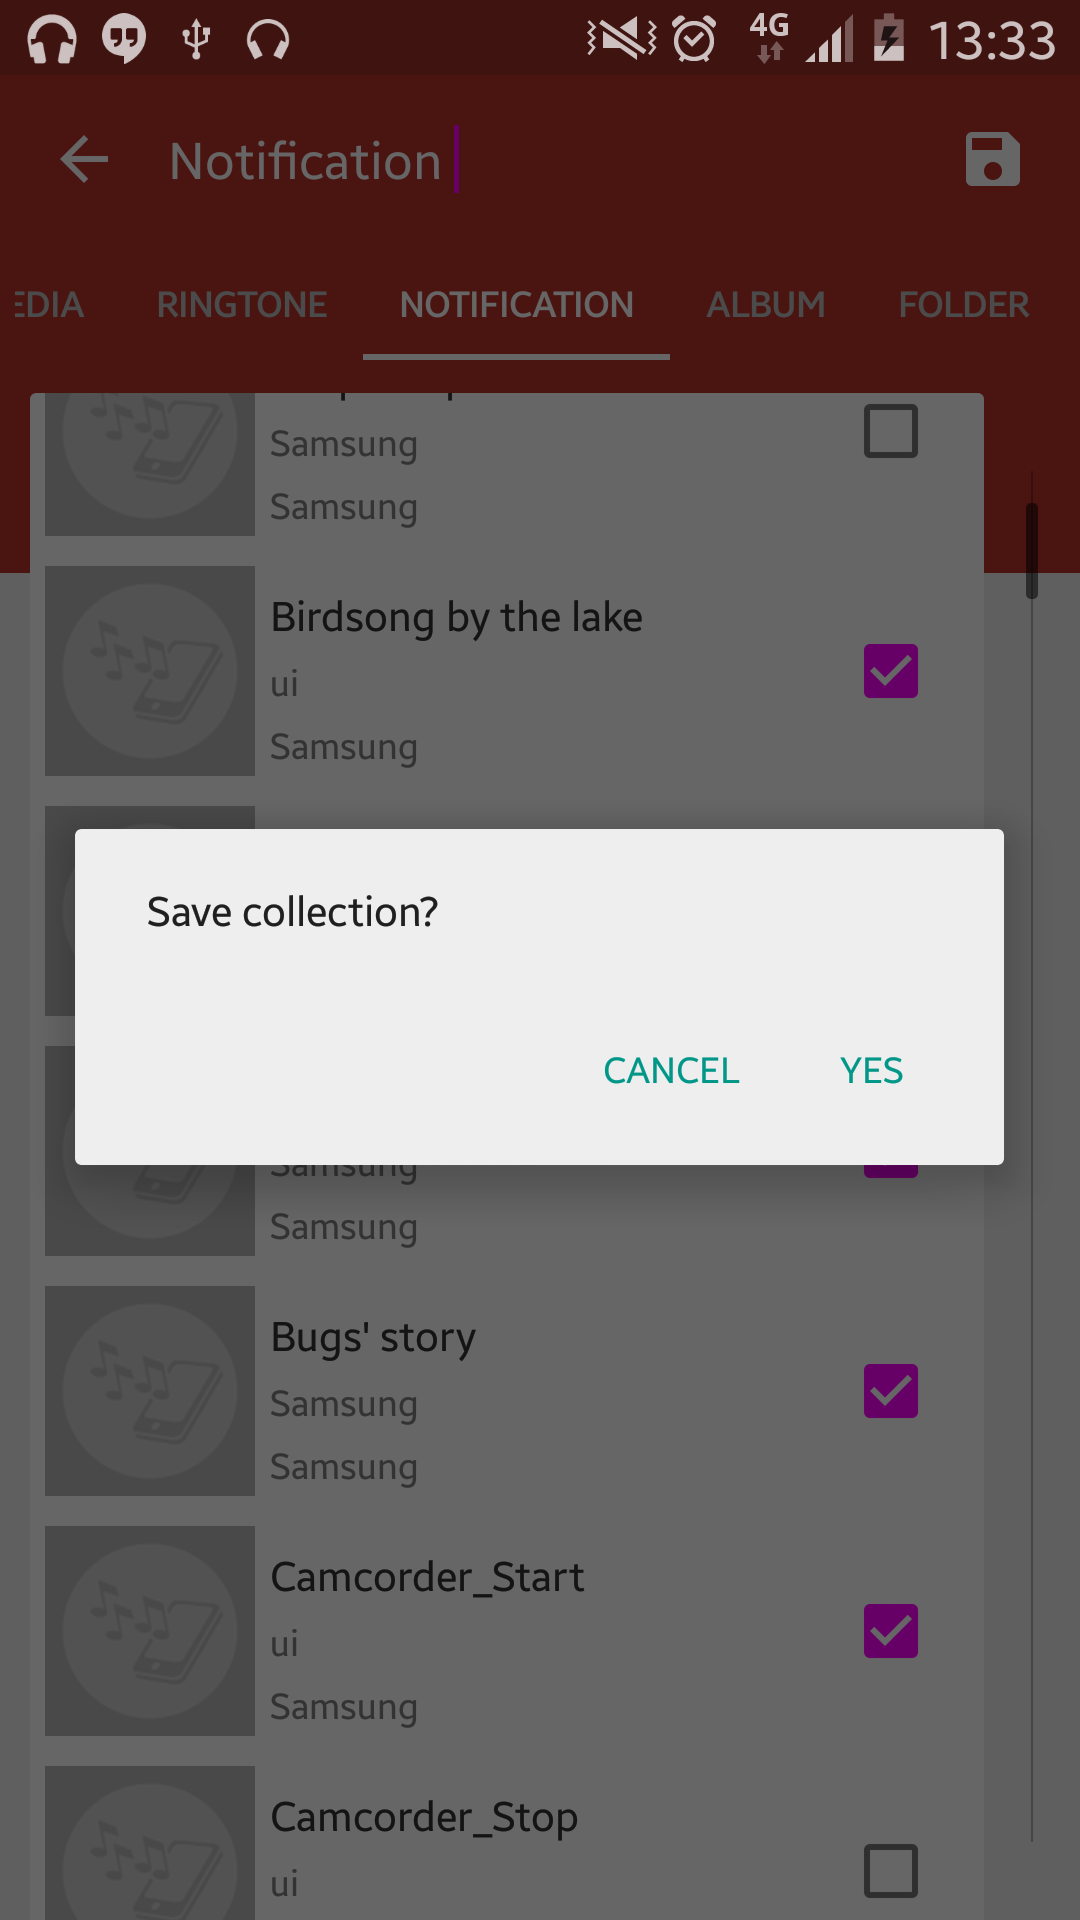 4G 13:33
Notification
EDIA RINGTONE NOTIFICATION ALBUM FOLDER
Samsung
Samsung
Birdsong by the lake
ui
Samsung
Save collection?
CANCEL YES
Samsung
Samsung
Bugs' story
Samsung
Samsung
Camcorder_Start
ui
Samsung
Camcorder_Stop
ui